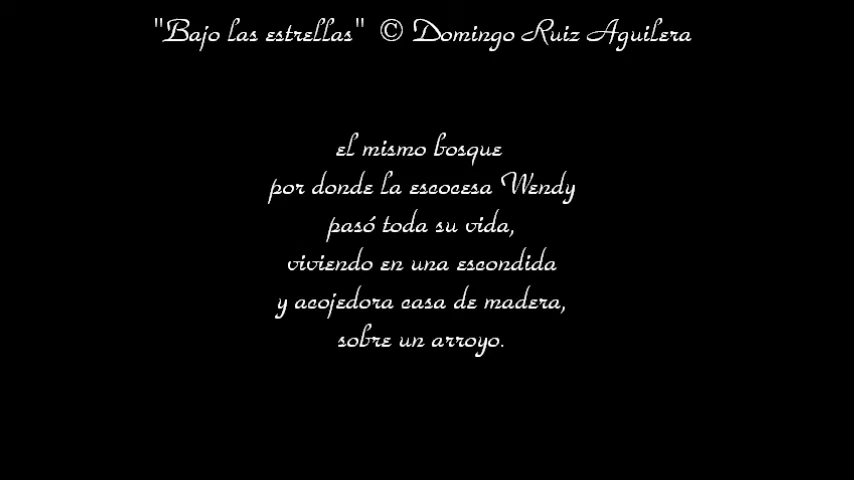 "Bajo las estrellas" © Domingo Ruiz Aguilera
el mismo bosque
por donde la escocesa Wendy
pasó toda su vida,
viviendo en una escondida
y acojedora casa de madera,
sobre un arroyo.